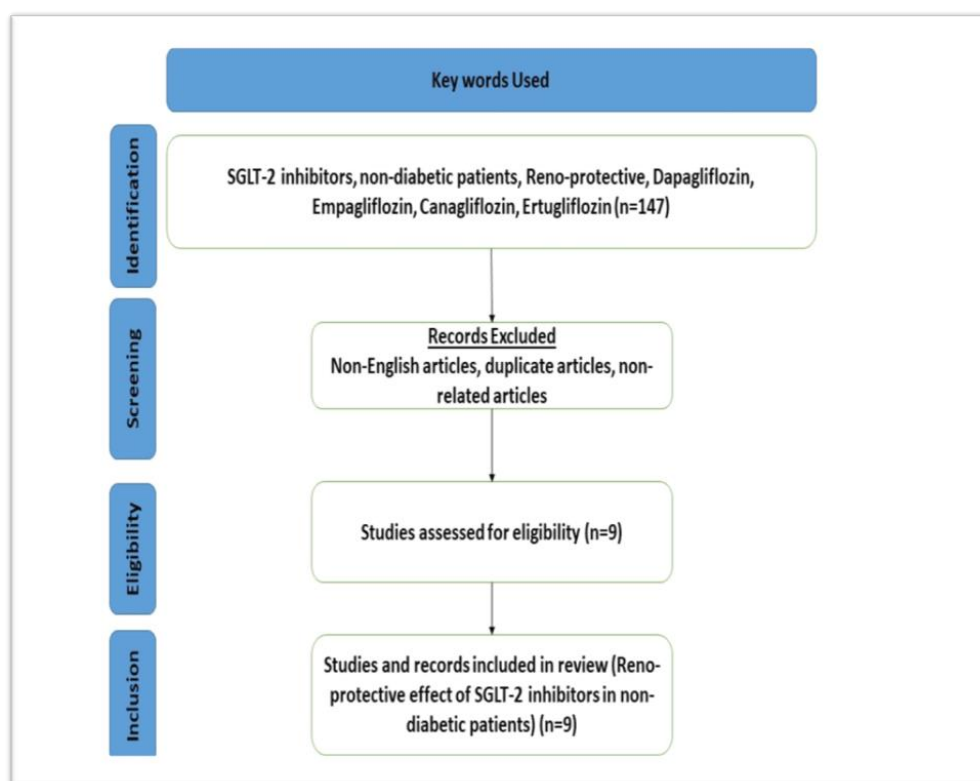 Key words Used
Identification
SGLT-2 inhibitors, non-diabetic patients, Reno-protective, Dapagliflozin,
Empagliflozin, Canagliflozin, Ertugliflozin (n=147)
Screening
Records Excluded
Non-English articles, duplicate articles, non-
related articles
Eligibility
Studies assessed for eligibility (n=9)
Inclusion
Studies and records included in review (Reno-
protective effect of SGLT-2 inhibitors in non-
diabetic patients) (n=9)